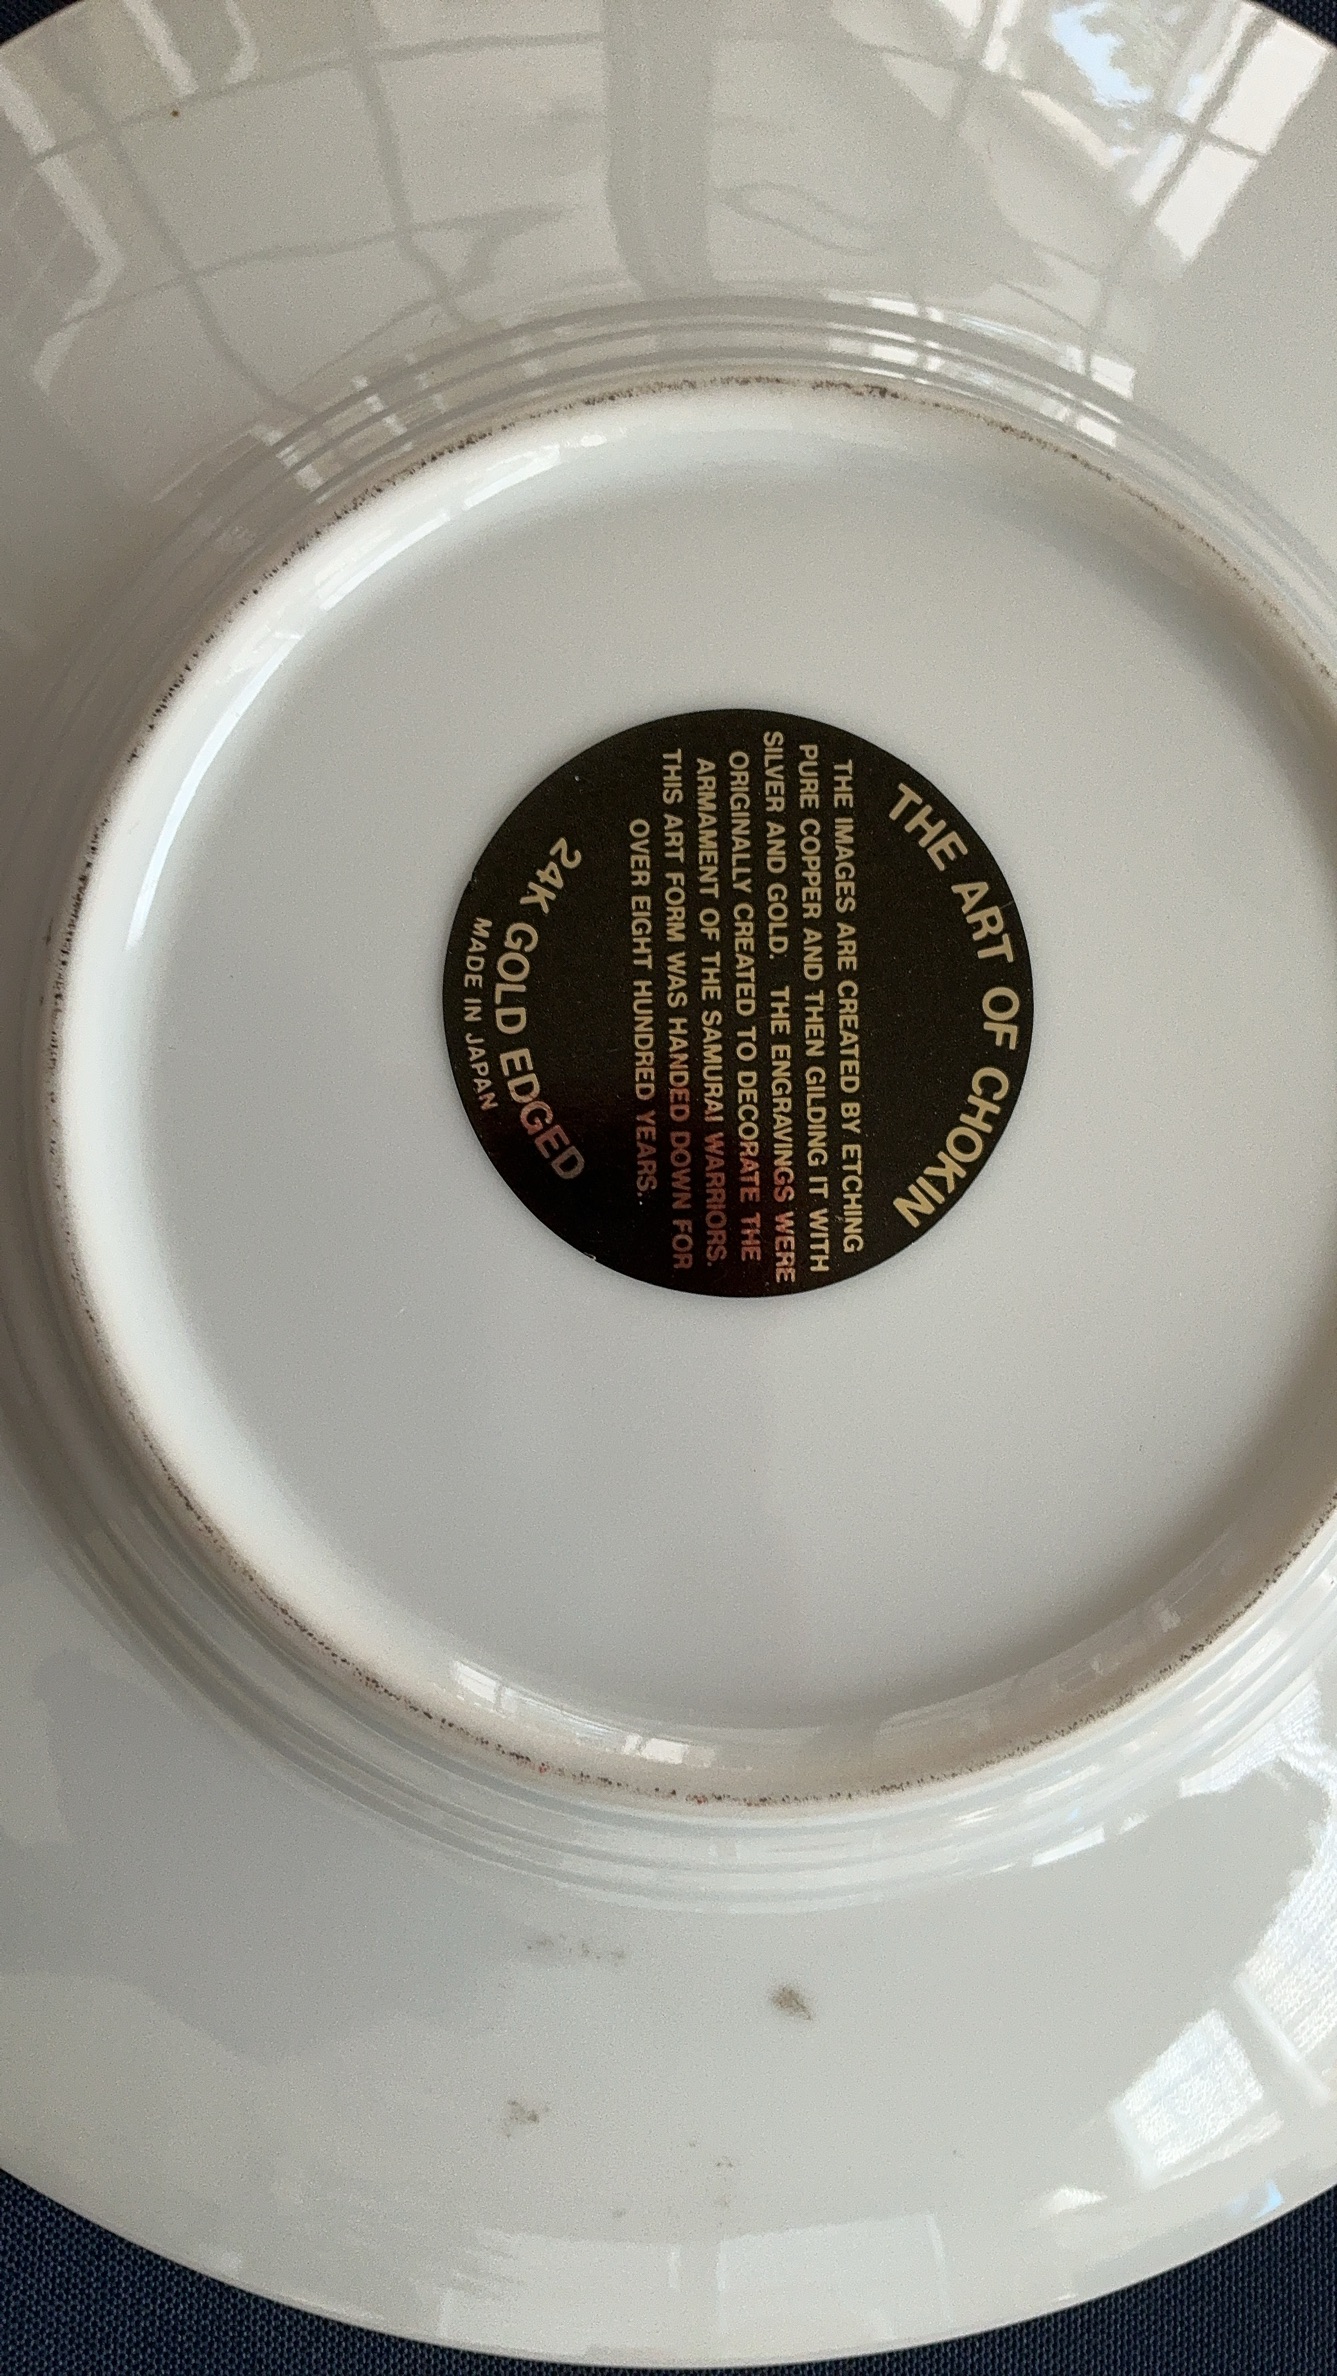 THE ART OF CHOKIN
THE IMAGES ARE CREATED BY ETCHING
PURE COPPER AND THEN GILDING IT WITH
SILVER AND GOLD. THE ENGRAVINGS WERE
ORIGINALLY CREATED TO DECORATE THE
ARMAMENT OF THE SAMURAI WARRIORS.
THIS ART FORM WAS HANDED DOWN FOR
OVER EIGHT HUNDRED YEARS.
24K GOLD EDGED
MADE IN JAPAN